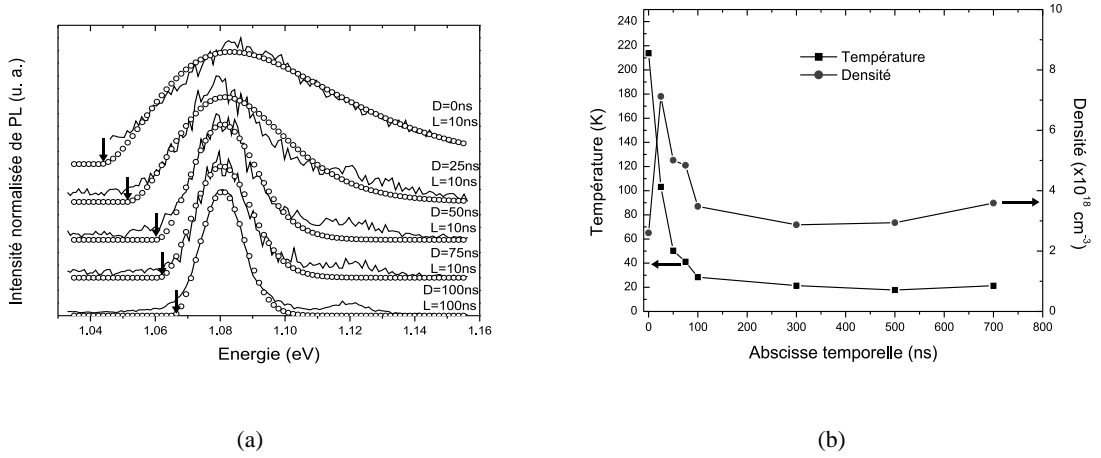 Intensité normalisée de PL (u. a.)
D=0ns
L=10ns
D=25ns
L=10ns
D=50ns
L=10ns
D=75ns
L=10ns
D=100ns
L=100ns
1.04 1.06 1.08 1.10 1.12 1.14 1.16
Energie (eV)
(a)
Température (K)
240
220
200
180
160
140
120
100
80
60
40
20
0
Température
Densité
10
8
6
4
2
0
Densité (x10¹⁸ cm⁻³)
0 100 200 300 400 500 600 700 800
Abscisse temporelle (ns)
(b)